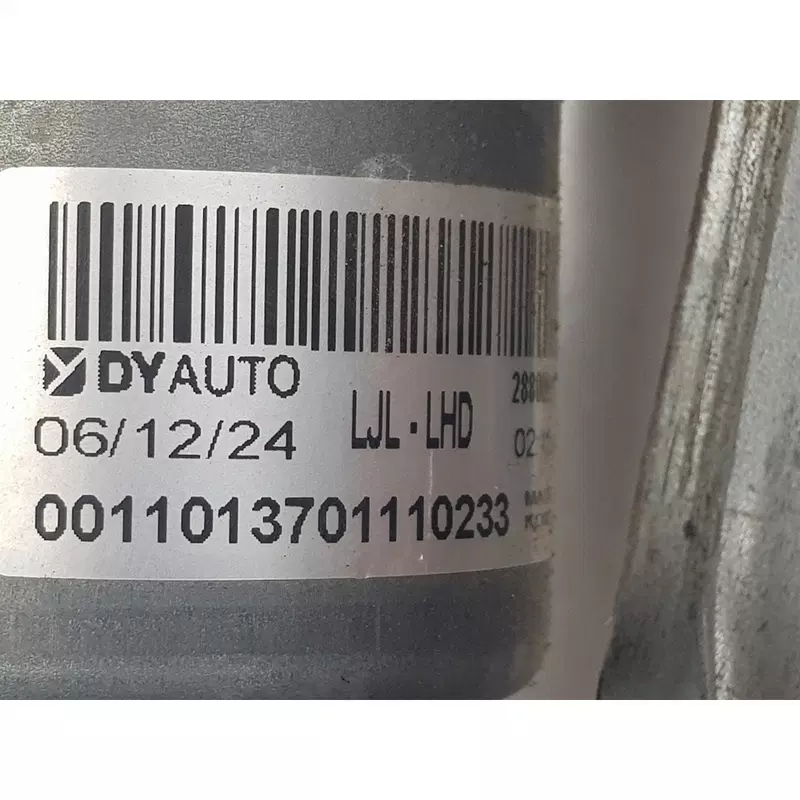 DYAUTO
LJL - LHD
06/12/24
0011013701110233